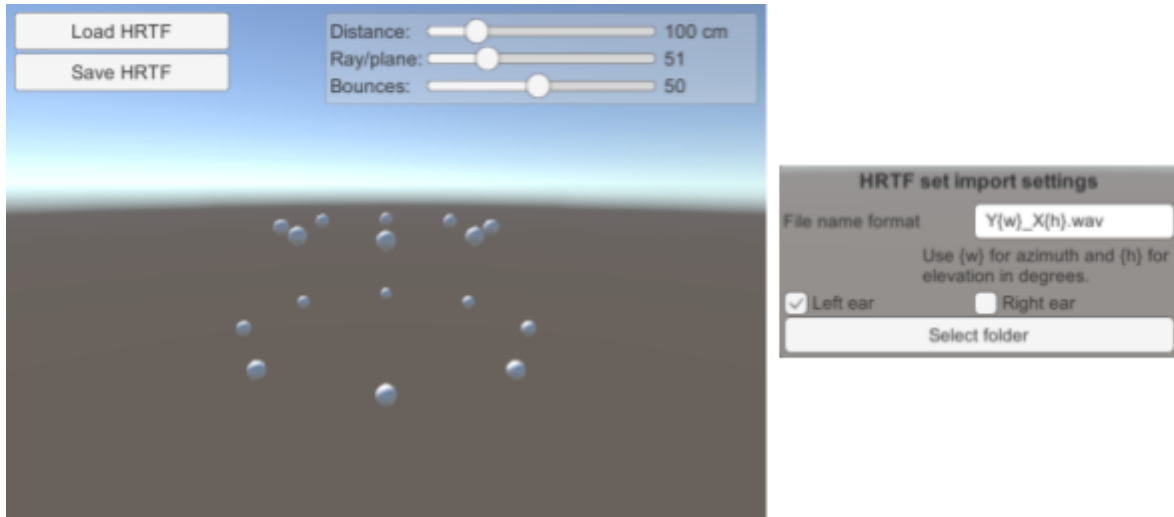 Load HRTF
Save HRTF
Distance: 100 cm
Ray/plane: 51
Bounces: 50
HRTF set import settings
File name format Y{w}_X{h}.wav
Use {w} for azimuth and {h} for
elevation in degrees.
Left ear Right ear
Select folder